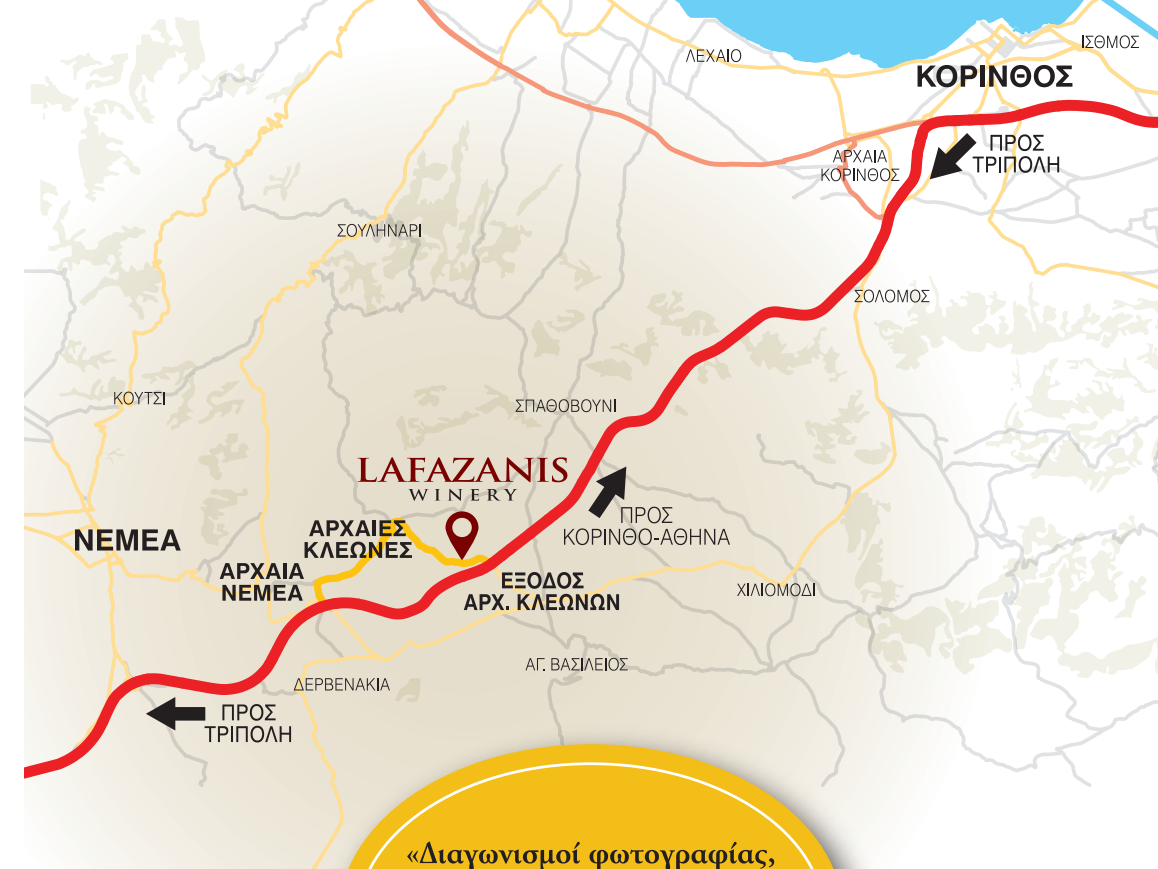 ΛΕΧΑΙΟ
ΙΣΘΜΟΣ
ΚΟΡΙΝΘΟΣ
ΠΡΟΣ
ΤΡΙΠΟΛΗ
ΑΡΧΑΙΑ
ΚΟΡΙΝΘΟΣ
ΣΟΥΛΗΝΑΡΙ
ΣΟΛΟΜΟΣ
ΚΟΥΤΣΙ
ΣΠΑΘΟΒΟΥΝΙ
LAFAZANIS
WINERY
ΠΡΟΣ
ΚΟΡΙΝΘΟ-ΑΘΗΝΑ
ΝΕΜΕΑ
ΑΡΧΑΙΕΣ
ΚΛΕΩΝΕΣ
ΑΡΧΑΙΑ
ΝΕΜΕΑ
ΕΞΟΔΟΣ
ΑΡΧ. ΚΛΕΩΝΩΝ
ΧΙΛΙΟΜΟΔΙ
ΑΓ. ΒΑΣΙΛΕΙΟΣ
ΔΕΡΒΕΝΑΚΙΑ
ΠΡΟΣ
ΤΡΙΠΟΛΗ
«Διαγωνισμοί φωτογραφίας,